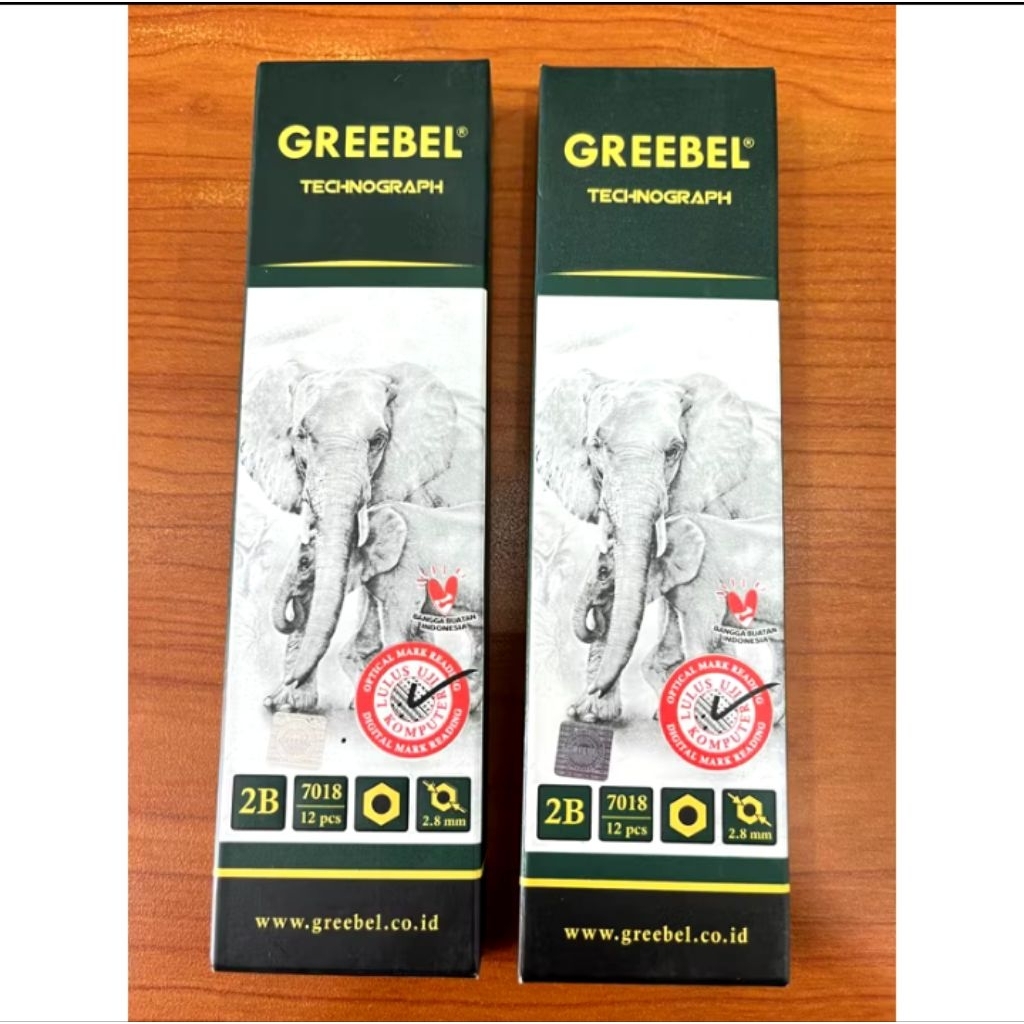 GREEBEL®
TECHNOGRAPH
BANGGA BUATAN
INDONESIA
OPTICAL MARK READING
LULUS UJI
KOMPUTER
DIGITAL MARK READING
2B
7018
12 pcs
2.8 mm
www.greebel.co.id
GREEBEL®
TECHNOGRAPH
BANGGA BUATAN
INDONESIA
OPTICAL MARK READING
LULUS UJI
KOMPUTER
DIGITAL MARK READING
2B
7018
12 pcs
2.8 mm
www.greebel.co.id